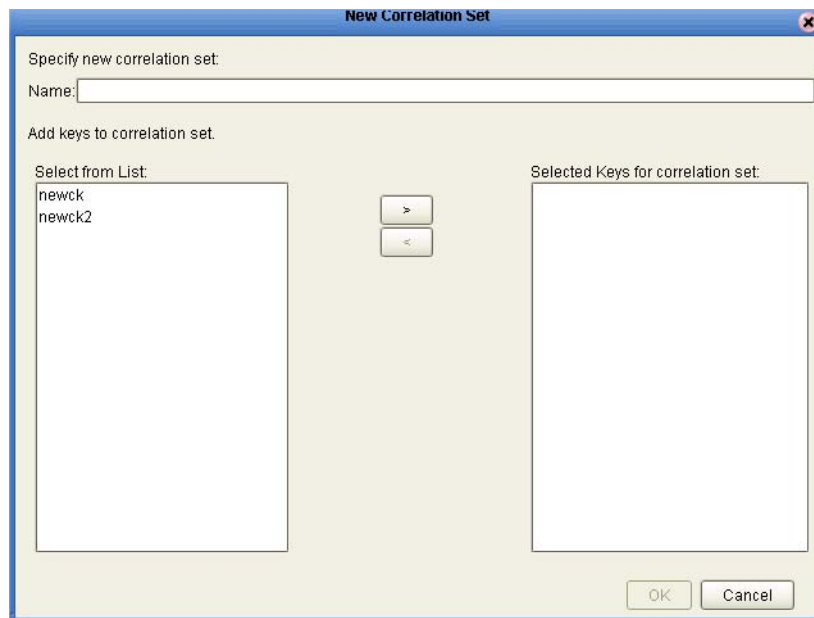 New Correlation Set
Specify new correlation set:
Name:
Add keys to correlation set.
Select from List:
newck
newck2
>
<
Selected Keys for correlation set:
OK
Cancel